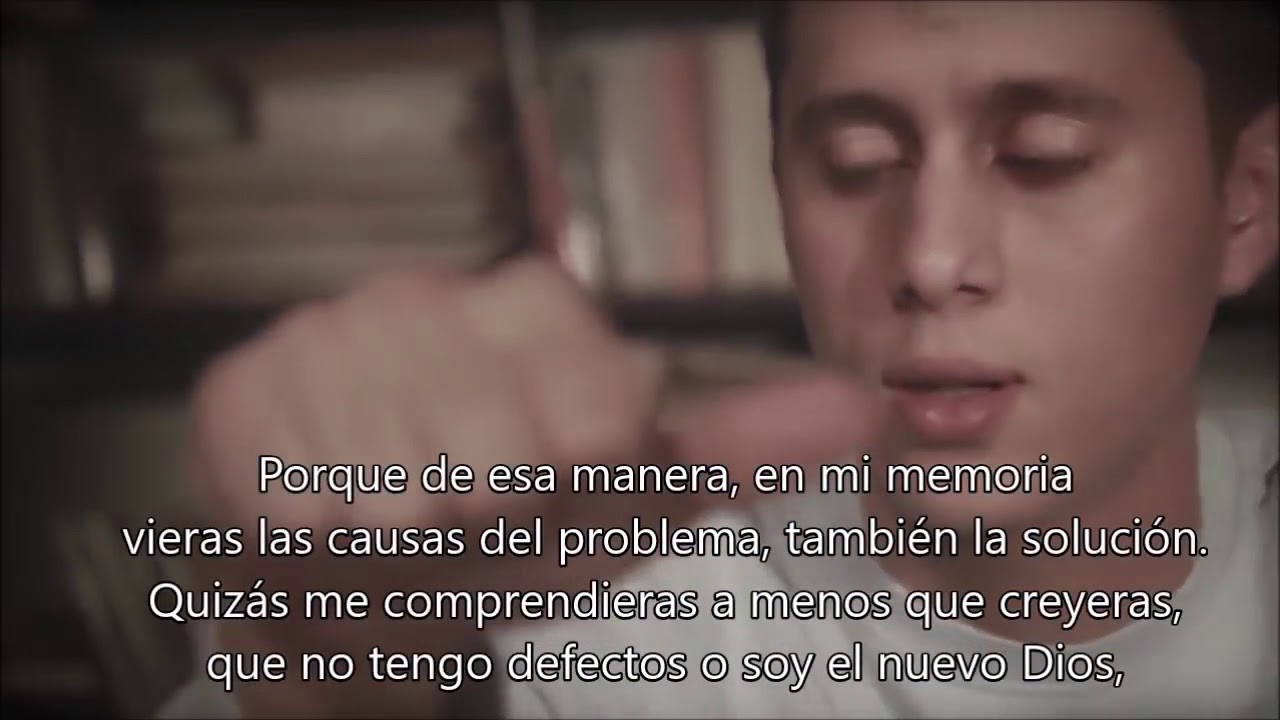 Porque de esa manera, en mi memoria
vieras las causas del problema, también la solución.
Quizás me comprendieras a menos que creyeras,
que no tengo defectos o soy el nuevo Dios,